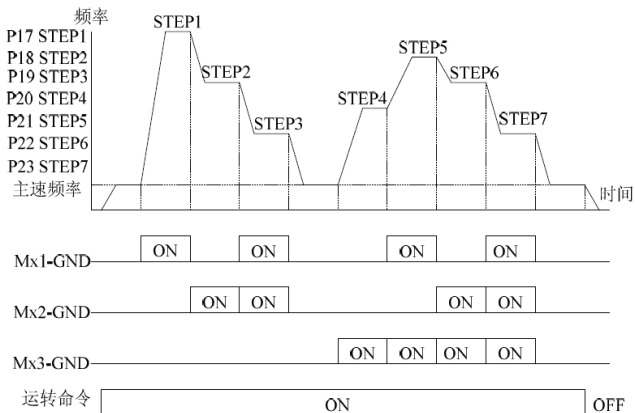 频率
P17 STEP1
P18 STEP2
P19 STEP3
P20 STEP4
P21 STEP5
P22 STEP6
P23 STEP7
主速频率
STEP1
STEP2
STEP3
STEP4
STEP5
STEP6
STEP7
时间
Mx1-GND ON ON ON ON
Mx2-GND ON ON ON ON
Mx3-GND ON ON ON ON
运转命令 ON OFF